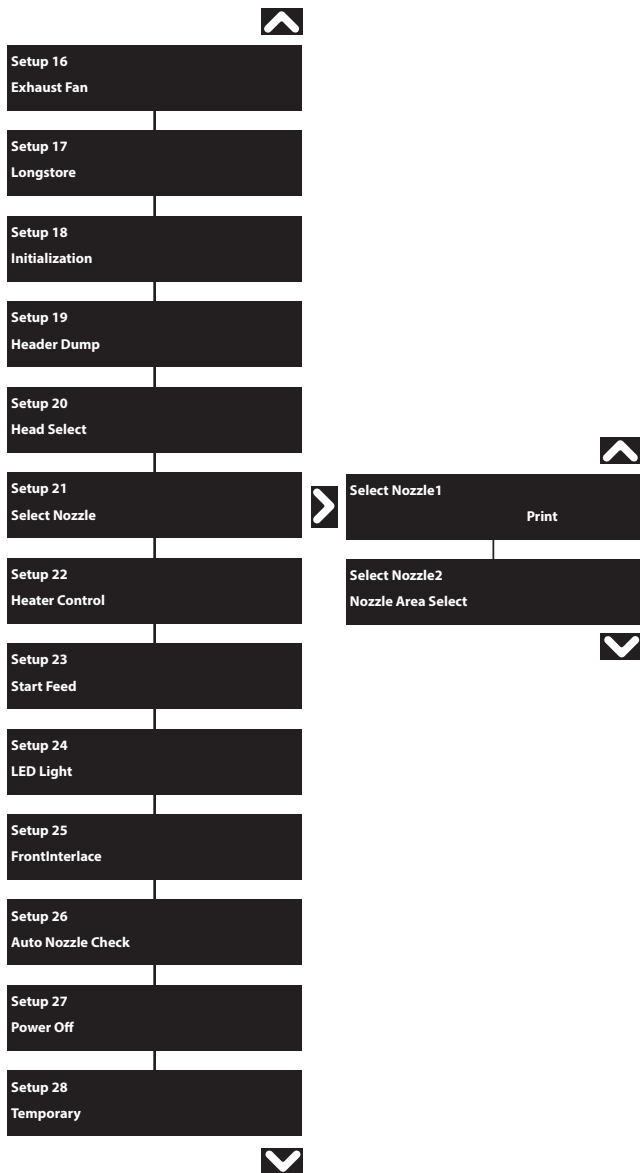 Setup 16
Exhaust Fan
Setup 17
Longstore
Setup 18
Initialization
Setup 19
Header Dump
Setup 20
Head Select
Setup 21
Select Nozzle
Select Nozzle1
Print
Select Nozzle2
Nozzle Area Select
Setup 22
Heater Control
Setup 23
Start Feed
Setup 24
LED Light
Setup 25
FrontInterlace
Setup 26
Auto Nozzle Check
Setup 27
Power Off
Setup 28
Temporary